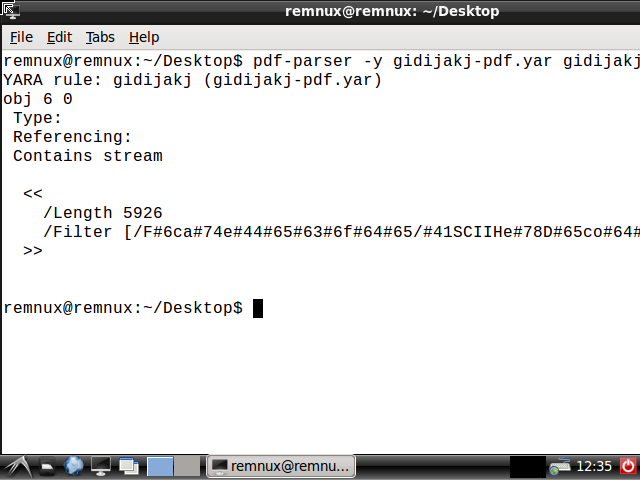 remnux@remnux: ~/Desktop
File Edit Tabs Help
remnux@remnux:~/Desktop$ pdf-parser -y gidijakj-pdf.yar gidijakj
YARA rule: gidijakj (gidijakj-pdf.yar)
obj 6 0
Type:
Referencing:
Contains stream
<<
/Length 5926
/Filter [/F#6ca#74e#44#65#63#6f#64#65/#41SCIIHe#78D#65co#64#
>>
remnux@remnux:~/Desktop$
remnux@remnu... 12:35